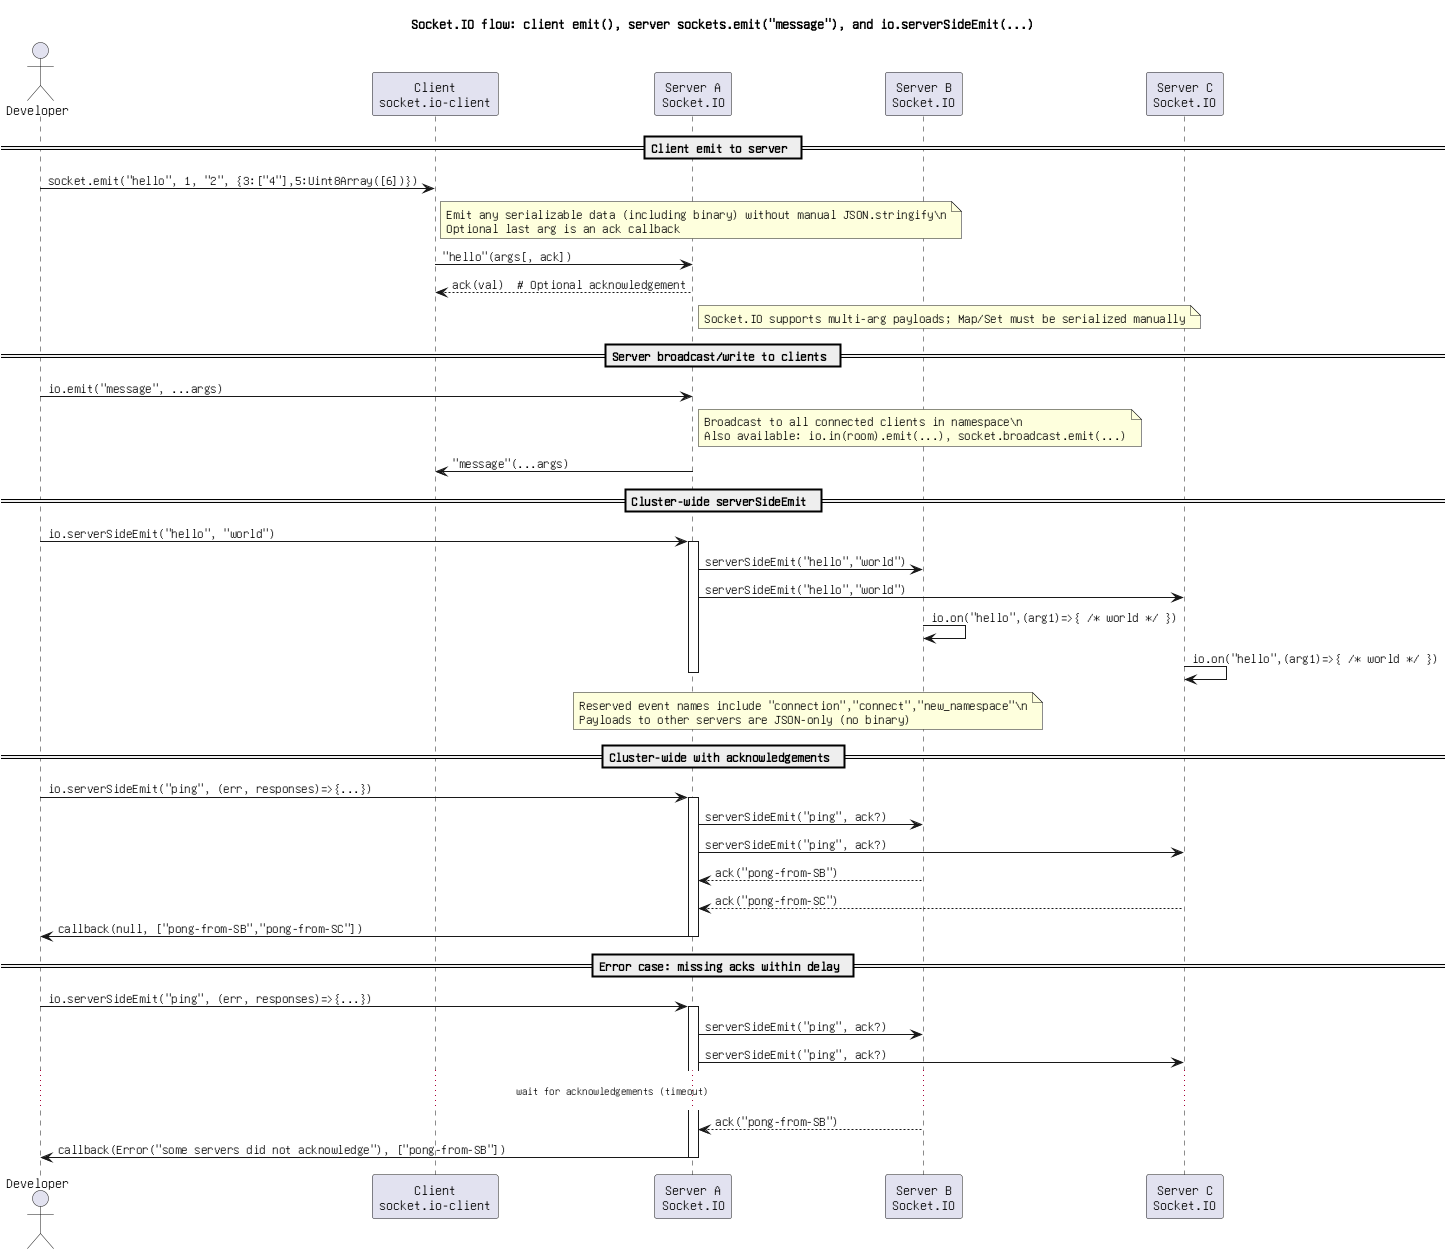 Socket.IO flow: client emit(), server sockets.emit("message"), and io.serverSideEmit(...)
Developer
Client
socket.io-client
Server A
Socket.IO
Server B
Socket.IO
Server C
Socket.IO
Client emit to server
socket.emit("hello", 1, "2", {3:["4"],5:Uint8Array([6])})
Emit any serializable data (including binary) without manual JSON.stringify\n
Optional last arg is an ack callback
"hello"(args[, ack])
ack(val)  # Optional acknowledgement
Socket.IO supports multi-arg payloads; Map/Set must be serialized manually
Server broadcast/write to clients
io.emit("message", ...args)
Broadcast to all connected clients in namespace\n
Also available: io.in(room).emit(...), socket.broadcast.emit(...)
"message"(...args)
Cluster-wide serverSideEmit
io.serverSideEmit("hello", "world")
serverSideEmit("hello","world")
serverSideEmit("hello","world")
io.on("hello",(arg1)=>{ /* world */ })
io.on("hello",(arg1)=>{ /* world */ })
Reserved event names include "connection","connect","new_namespace"\n
Payloads to other servers are JSON-only (no binary)
Cluster-wide with acknowledgements
io.serverSideEmit("ping", (err, responses)=>{...})
serverSideEmit("ping", ack?)
serverSideEmit("ping", ack?)
ack("pong-from-SB")
ack("pong-from-SC")
callback(null, ["pong-from-SB","pong-from-SC"])
Error case: missing acks within delay
io.serverSideEmit("ping", (err, responses)=>{...})
serverSideEmit("ping", ack?)
serverSideEmit("ping", ack?)
wait for acknowledgements (timeout)
ack("pong-from-SB")
callback(Error("some servers did not acknowledge"), ["pong-from-SB"])
Developer
Client
socket.io-client
Server A
Socket.IO
Server B
Socket.IO
Server C
Socket.IO